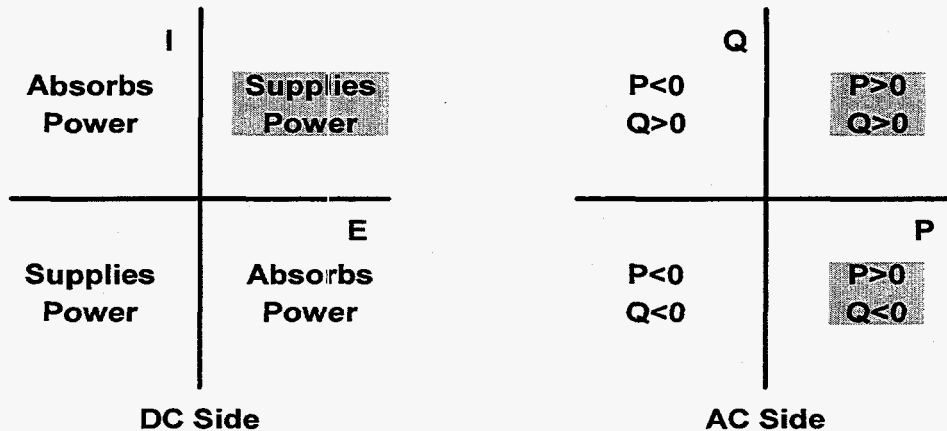 I
Absorbs
Power
Supplies
Power
E
Supplies
Power
Absorbs
Power
DC Side
Q
P<0
Q>0
P>0
Q>0
P
P<0
Q<0
P>0
Q<0
AC Side